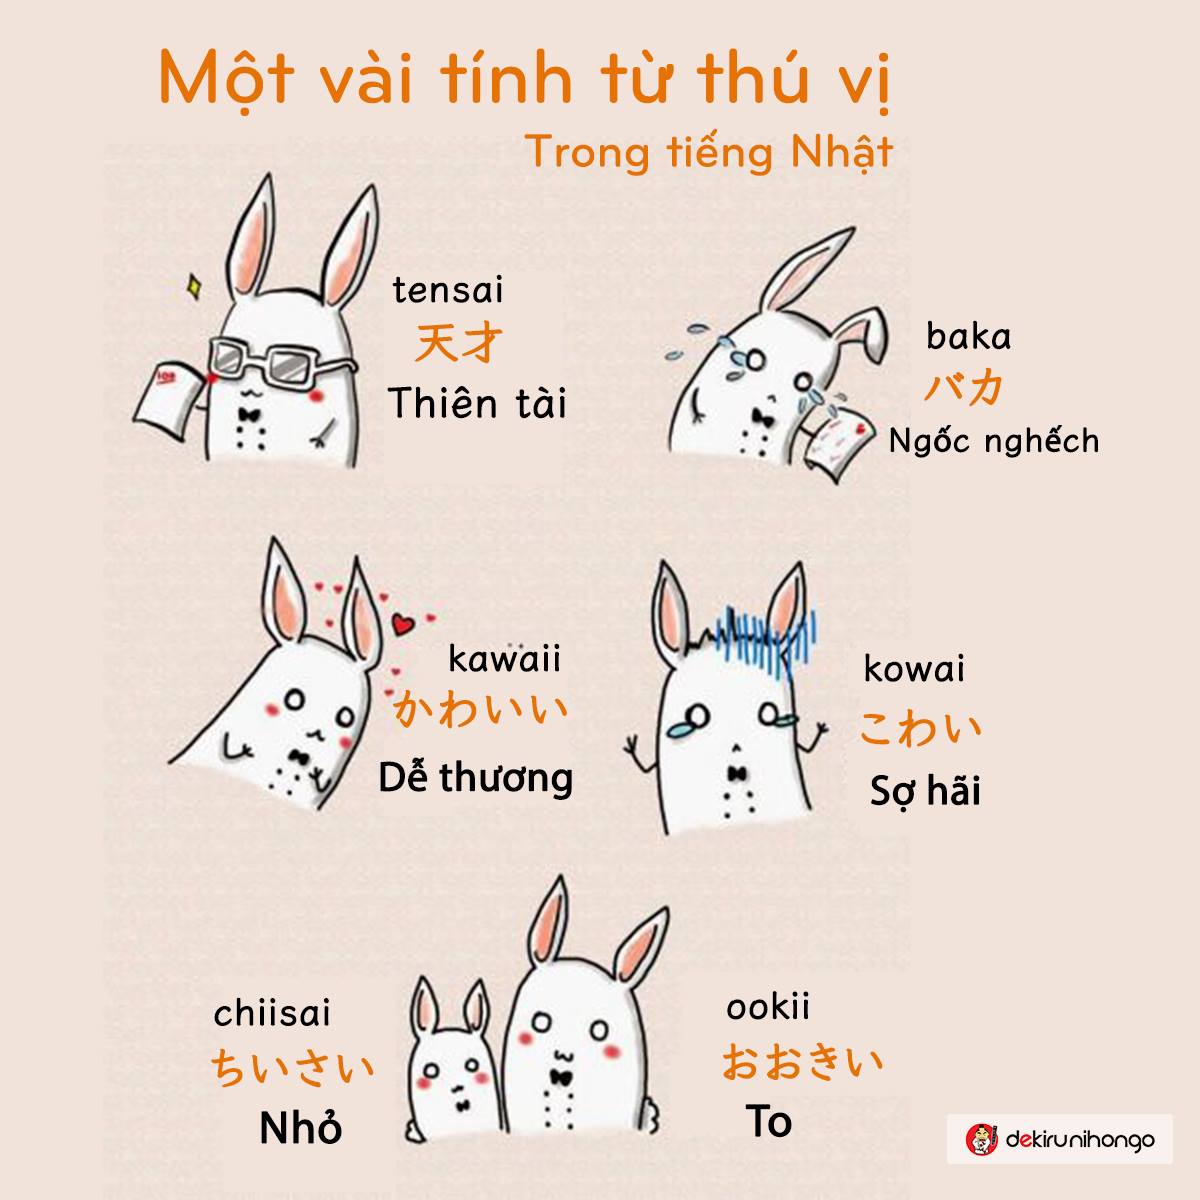 Một vài tính từ thú vị
Trong tiếng Nhật
tensai
天才
Thiên tài
100
baka
バカ
Ngốc nghếch
kawaii
かわいい
Dễ thương
kowai
こわい
Sợ hãi
chiisai
ちいさい
Nhỏ
ookii
おおきい
To
dekirunihongo